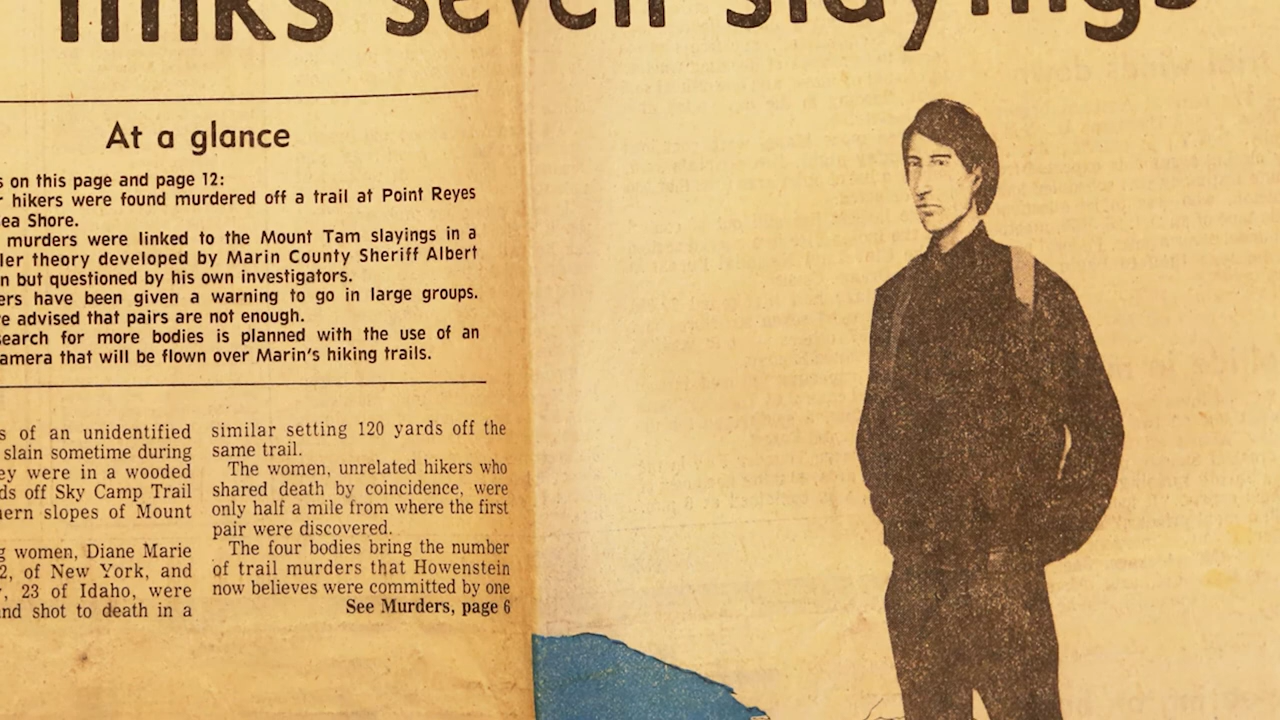 links seven slayings
At a glance
s on this page and page 12:
r hikers were found murdered off a trail at Point Reyes
ea Shore.
murders were linked to the Mount Tam slayings in a
ler theory developed by Marin County Sheriff Albert
n but questioned by his own investigators.
ers have been given a warning to go in large groups.
e advised that pairs are not enough.
search for more bodies is planned with the use of an
amera that will be flown over Marin's hiking trails.
s of an unidentified
slain sometime during
ey were in a wooded
ds off Sky Camp Trail
hern slopes of Mount
g women, Diane Marie
2, of New York, and
, 23 of Idaho, were
nd shot to death in a
similar setting 120 yards off the
same trail.
The women, unrelated hikers who
shared death by coincidence, were
only half a mile from where the first
pair were discovered.
The four bodies bring the number
of trail murders that Howenstein
now believes were committed by one
See Murders, page 6